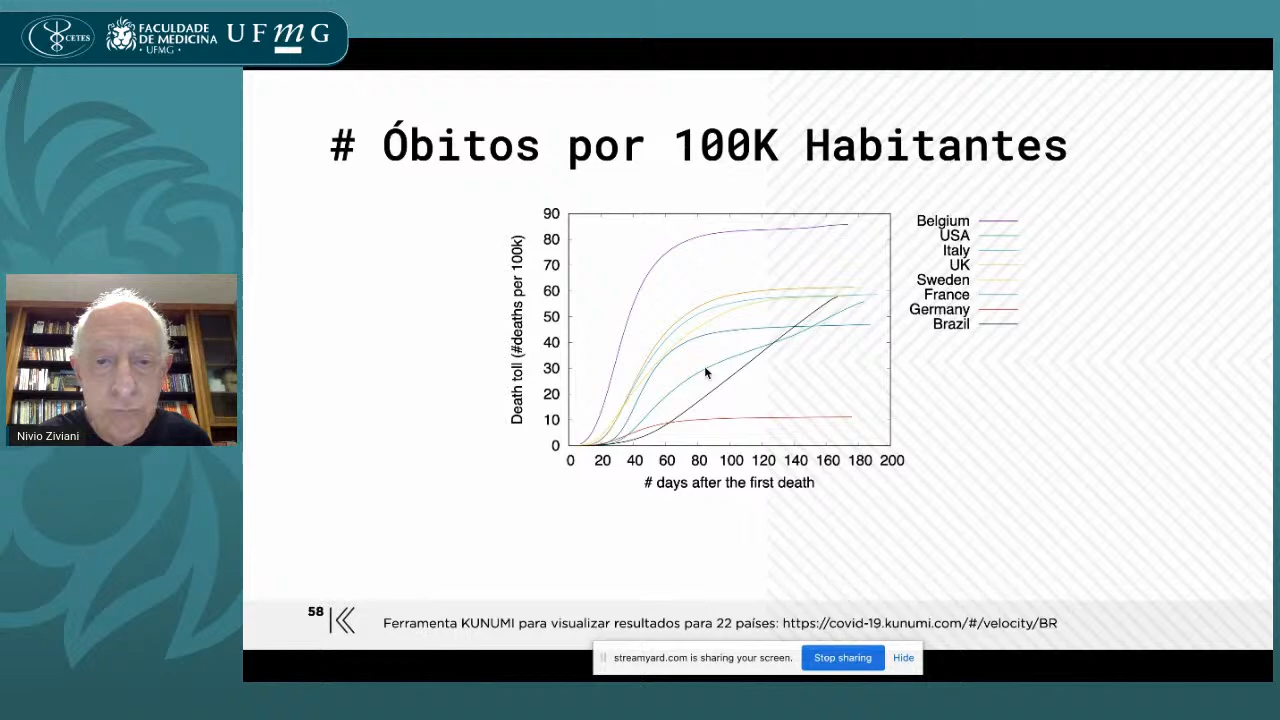 CETES
FACULDADE
DE MEDICINA
• UFMG •
UFMG
# Óbitos por 100K Habitantes
Death toll (#deaths per 100k)
90
80
70
60
50
40
30
20
10
0
0 20 40 60 80 100 120 140 160 180 200
# days after the first death
Belgium
USA
Italy
UK
Sweden
France
Germany
Brazil
Nivio Ziviani
58
Ferramenta KUNUMI para visualizar resultados para 22 países: https://covid-19.kunumi.com/#/velocity/BR
streamyard.com is sharing your screen. Stop sharing Hide